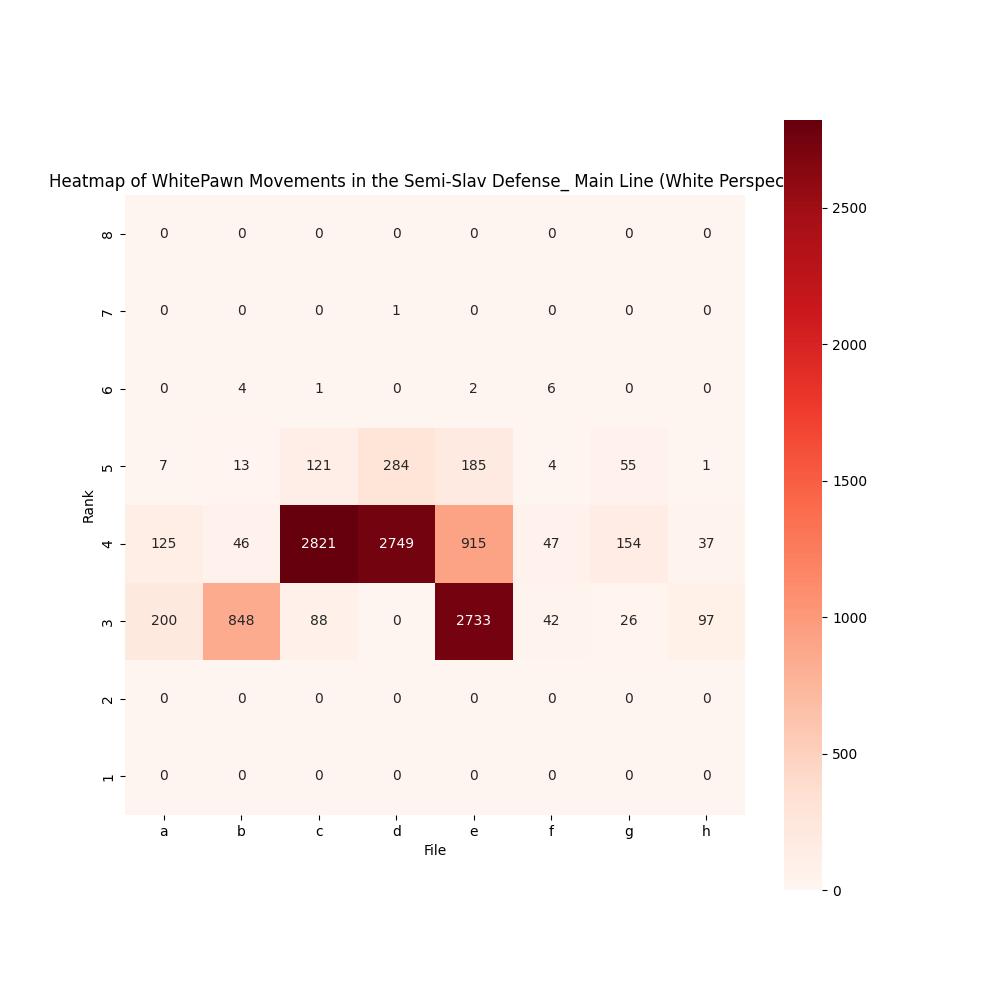 Heatmap of WhitePawn Movements in the Semi-Slav Defense_ Main Line (White Perspec
8 0 0 0 0 0 0 0 0
7 0 0 0 1 0 0 0 0
6 0 4 1 0 2 6 0 0
5 7 13 121 284 185 4 55 1
Rank
4 125 46 2821 2749 915 47 154 37
3 200 848 88 0 2733 42 26 97
2 0 0 0 0 0 0 0 0
1 0 0 0 0 0 0 0 0
a b c d e f g h
File
2500
2000
1500
1000
500
0